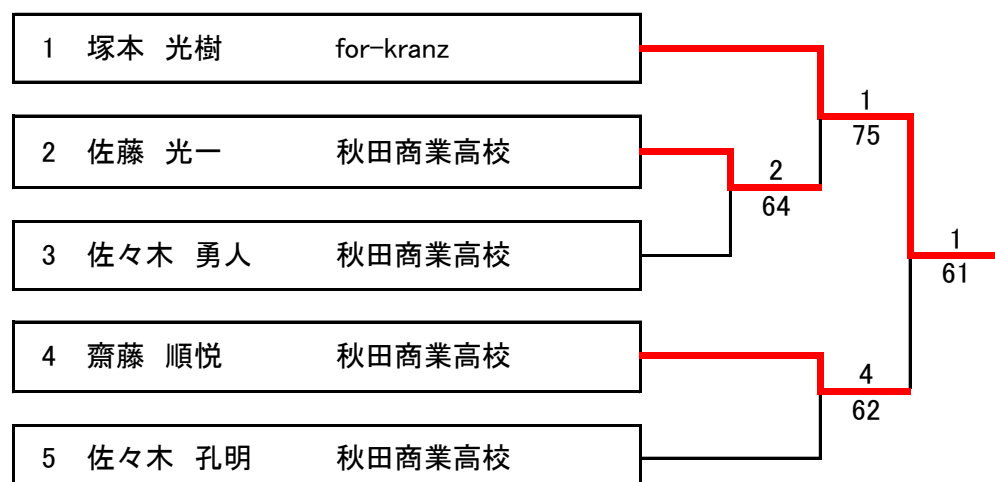 1 塚本 光樹 for-kranz
1
75
2 佐藤 光一 秋田商業高校
2
64
3 佐々木 勇人 秋田商業高校
1
61
4 齋藤 順悦 秋田商業高校
4
62
5 佐々木 孔明 秋田商業高校